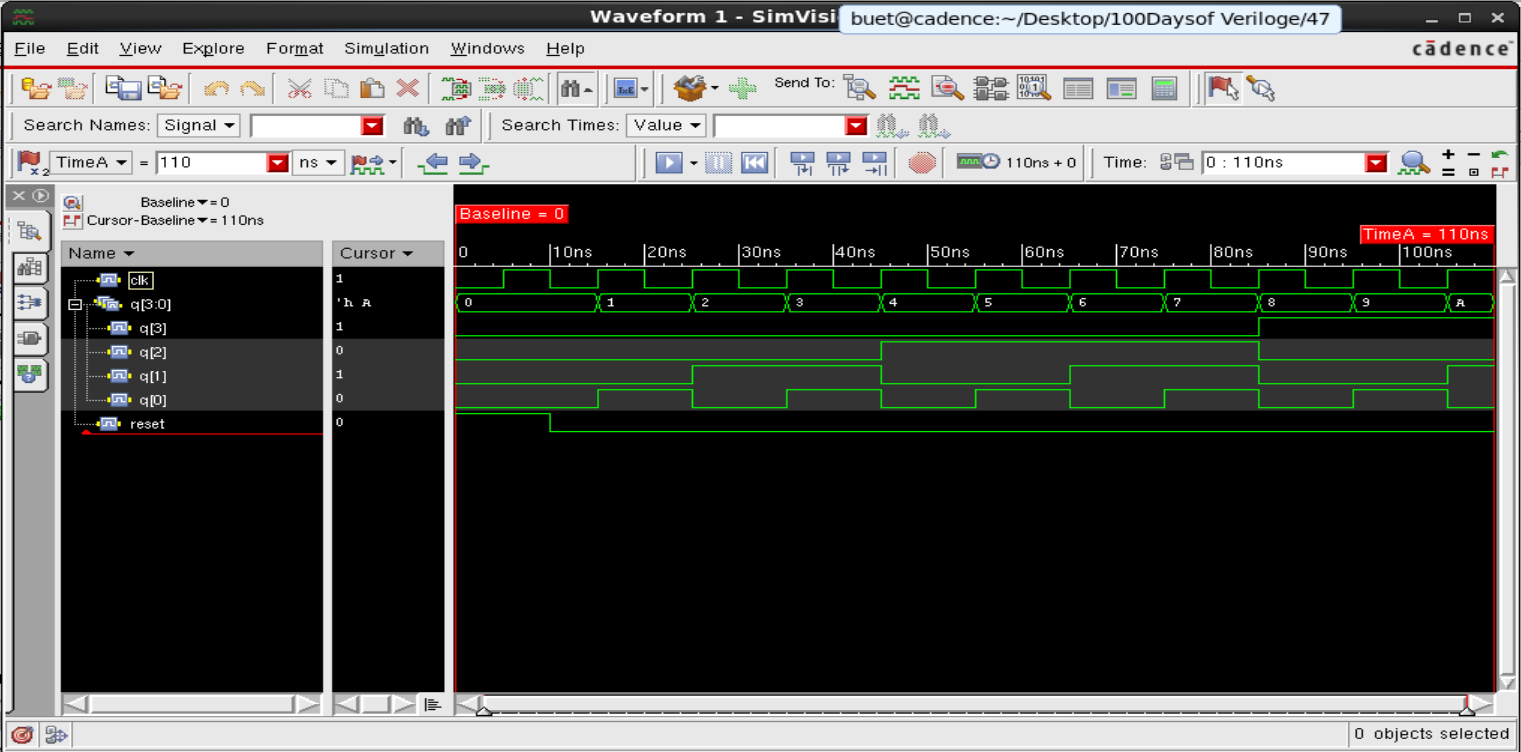 Waveform 1 - SimVisi
buet@cadence:~/Desktop/100Daysof Veriloge/47
File Edit View Explore Format Simulation Windows Help
cādence
Send To:
Search Names: Signal
Search Times: Value
TimeA = 110 ns
110ns + 0
Time: 0 : 110ns
x2
Baseline = 0
Cursor-Baseline = 110ns
Baseline = 0
TimeA = 110ns
Name Cursor
0 10ns 20ns 30ns 40ns 50ns 60ns 70ns 80ns 90ns 100ns
clk 1
q[3:0] 'h A 0 1 2 3 4 5 6 7 8 9 A
q[3] 1
q[2] 0
q[1] 1
q[0] 0
reset 0
0 objects selected